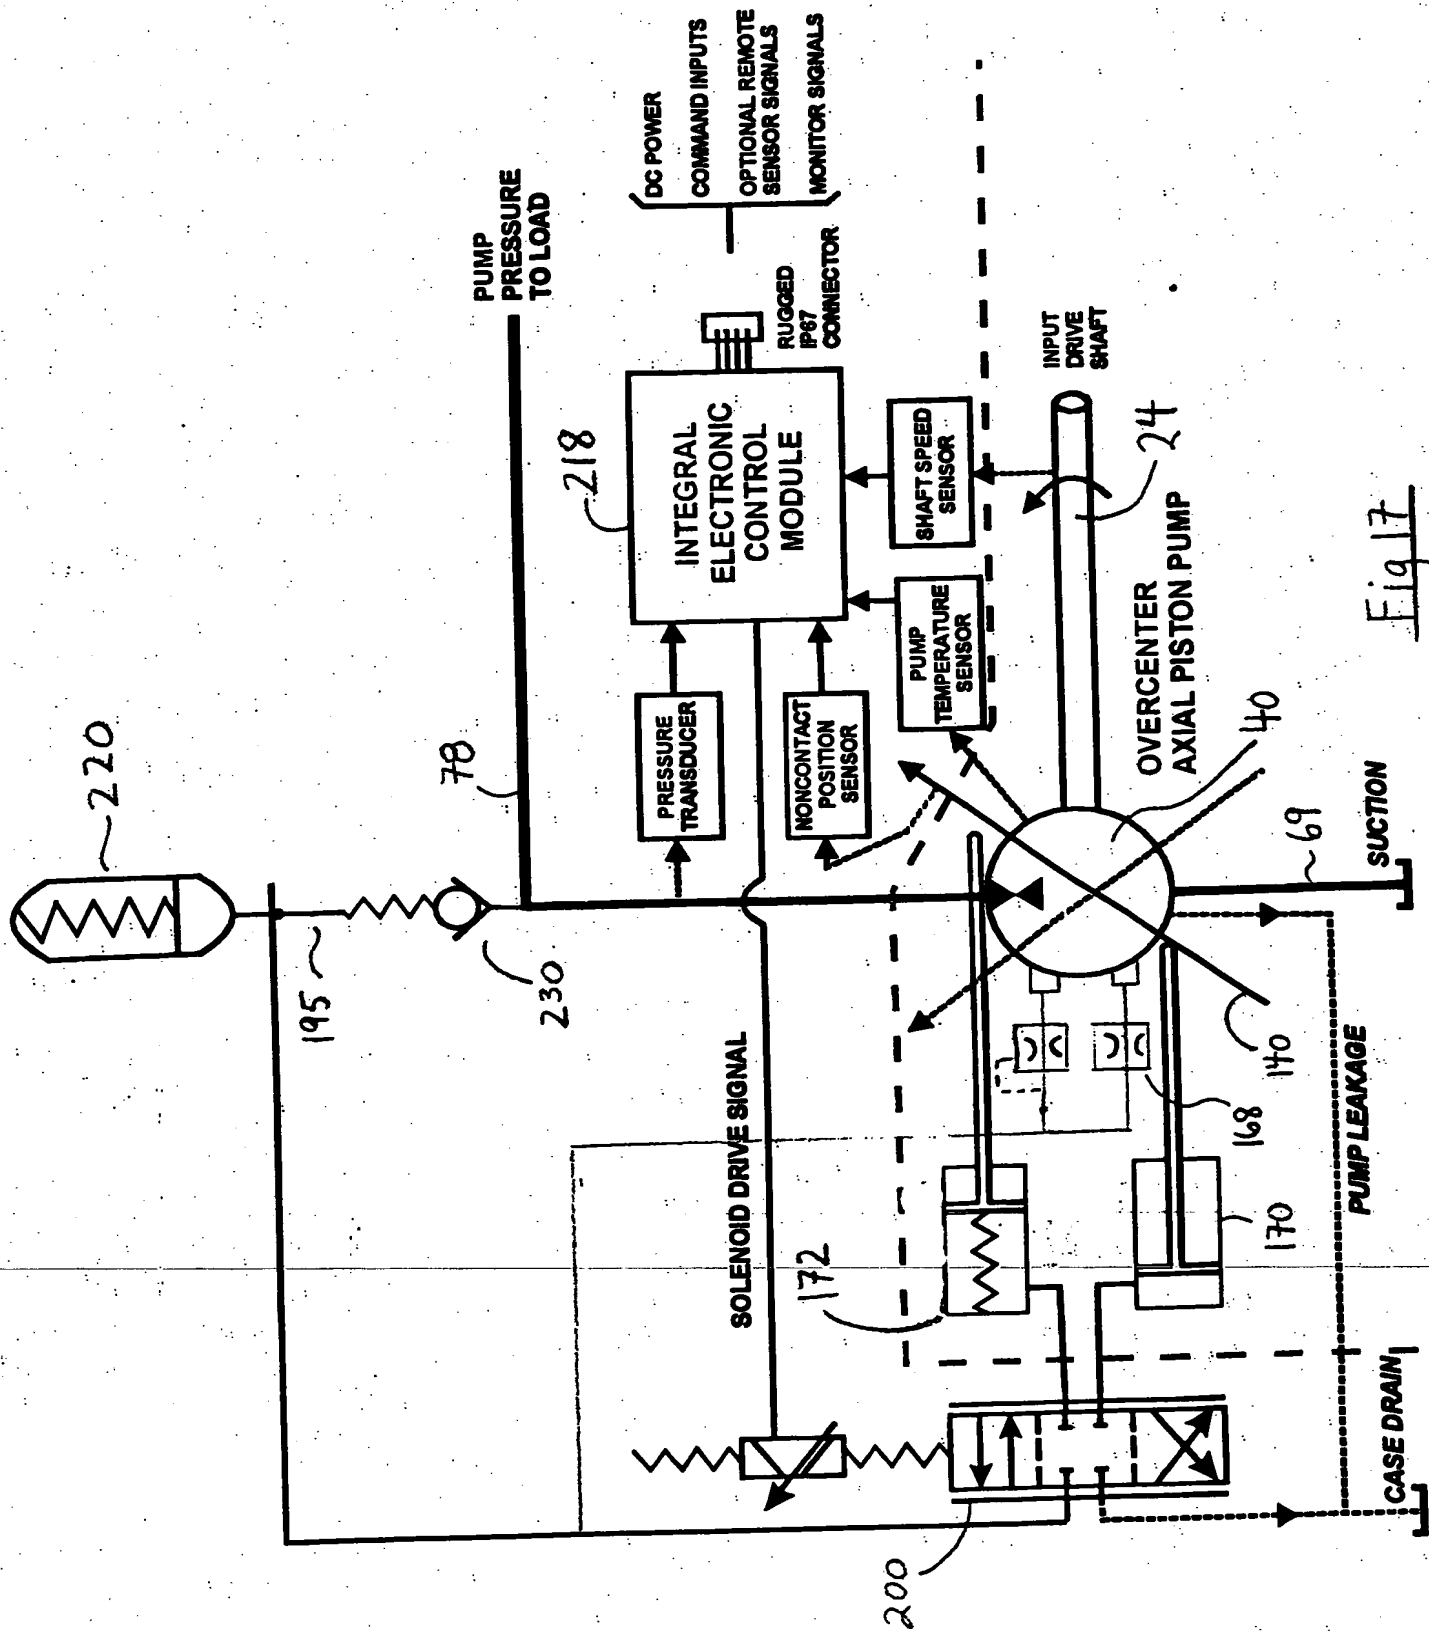 220
195
230
78
PUMP
PRESSURE
TO LOAD
218
INTEGRAL
ELECTRONIC
CONTROL
MODULE
RUGGED
IP67
CONNECTOR
DC POWER
COMMAND INPUTS
OPTIONAL REMOTE
SENSOR SIGNALS
MONITOR SIGNALS
PRESSURE
TRANSDUCER
NONCONTACT
POSITION
SENSOR
PUMP
TEMPERATURE
SENSOR
SHAFT SPEED
SENSOR
INPUT
DRIVE
SHAFT
24
OVERCENTER
AXIAL PISTON PUMP
40
69
SUCTION
SOLENOID DRIVE SIGNAL
172
168
140
170
PUMP LEAKAGE
CASE DRAIN
200
Fig 17